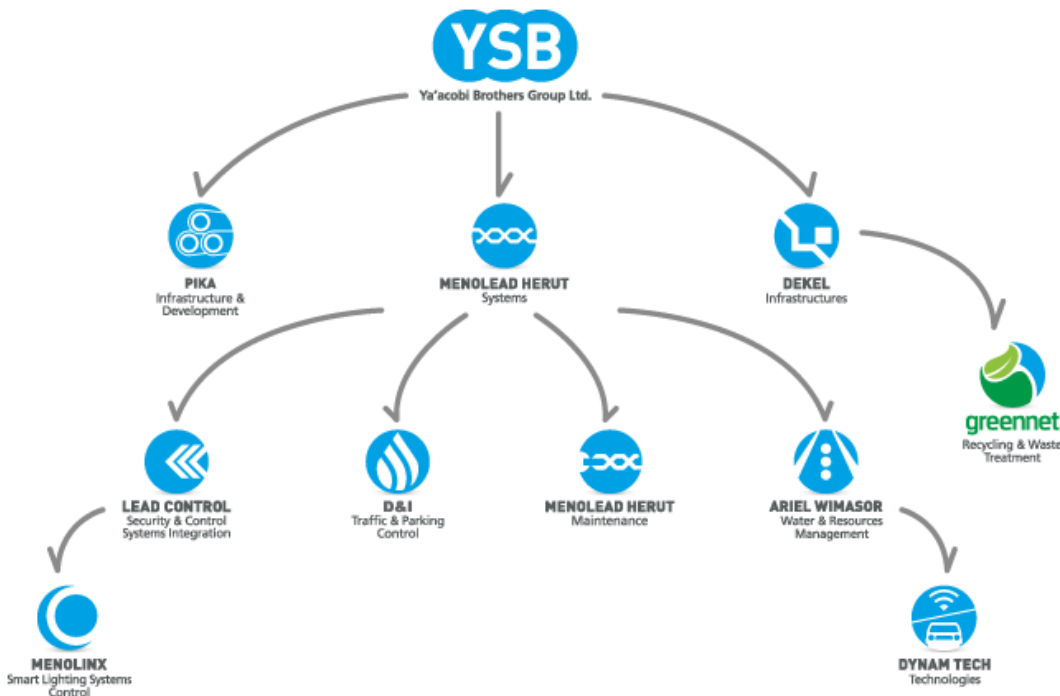 YSB
Ya'acobi Brothers Group Ltd.
PIKA
Infrastructure &
Development
MENOLEAD HERUT
Systems
DEKEL
Infrastructures
greennet
Recycling & Waste
Treatment
LEAD CONTROL
Security & Control
Systems Integration
D&I
Traffic & Parking
Control
MENOLEAD HERUT
Maintenance
ARIEL WIMASOR
Water & Resources
Management
MENOLINX
Smart Lighting Systems
Control
DYNAM TECH
Technologies